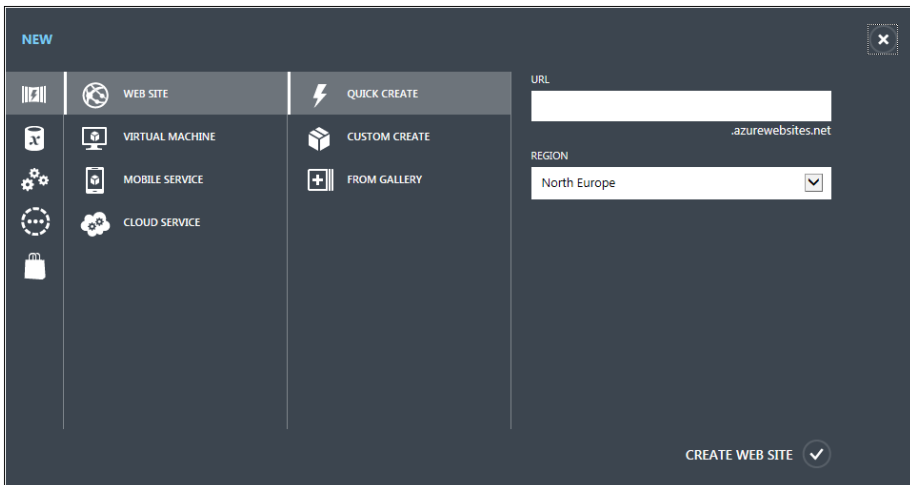 NEW
WEB SITE
VIRTUAL MACHINE
MOBILE SERVICE
CLOUD SERVICE
QUICK CREATE
CUSTOM CREATE
FROM GALLERY
URL
.azurewebsites.net
REGION
North Europe
CREATE WEB SITE